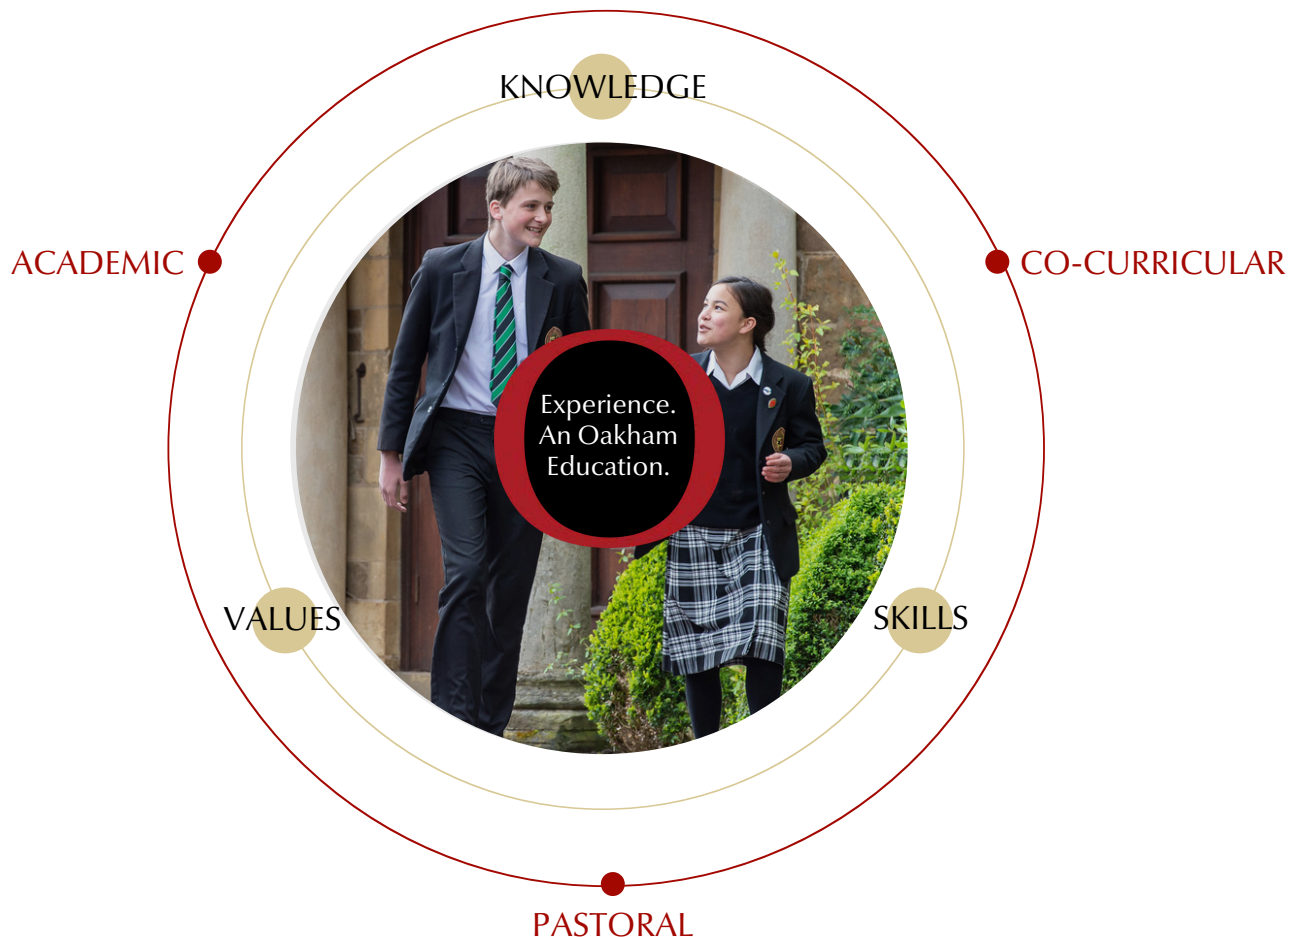 KNOWLEDGE
ACADEMIC
CO-CURRICULAR
Experience.
An Oakham
Education.
VALUES
SKILLS
PASTORAL